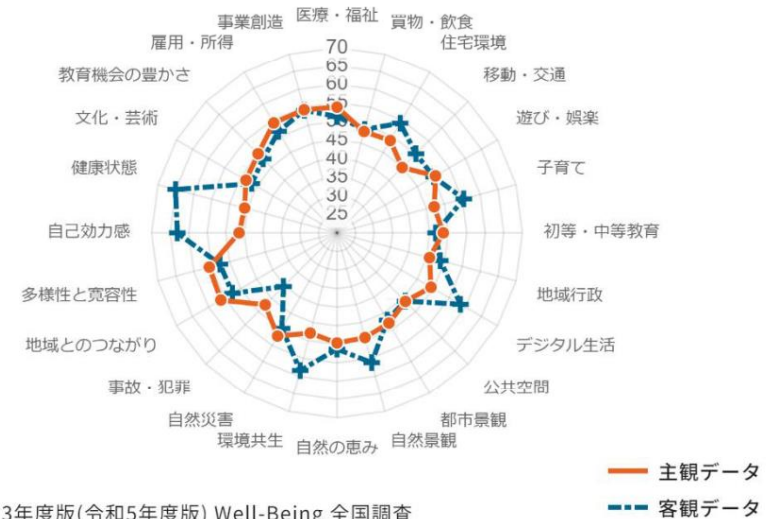 医療・福祉
買物・飲食
住宅環境
移動・交通
遊び・娯楽
子育て
初等・中等教育
地域行政
デジタル生活
公共空間
都市景観
自然景観
自然の恵み
環境共生
自然災害
事故・犯罪
地域とのつながり
多様性と寛容性
自己効力感
健康状態
文化・芸術
教育機会の豊かさ
雇用・所得
事業創造
70
65
60
55
50
45
40
35
30
25
主観データ
客観データ
3年度版(令和5年度版) Well-Being 全国調査